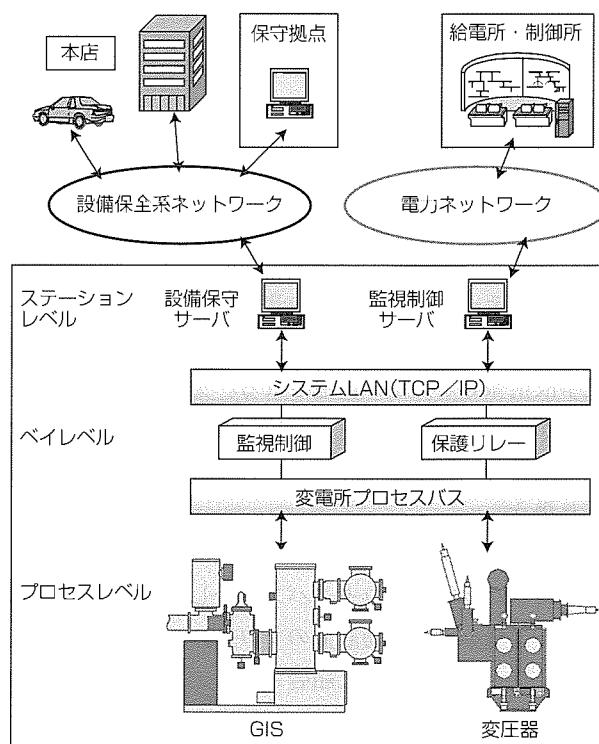 本店
保守拠点
給電所・制御所
設備保全系ネットワーク
電力ネットワーク
ステーション
レベル
設備保守
サーバ
監視制御
サーバ
システムLAN(TCP／IP)
ベイレベル
監視制御
保護リレー
変電所プロセスバス
プロセスレベル
GIS
変圧器